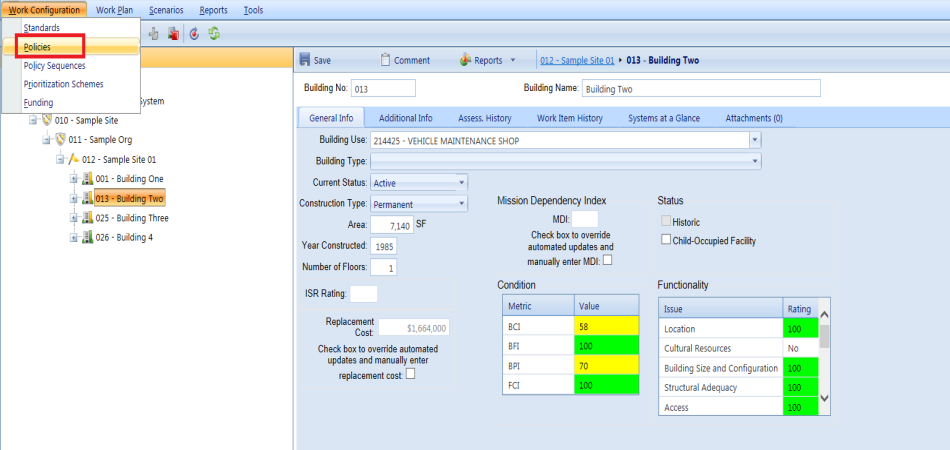 Work Configuration Work Plan Scenarios Reports Tools
Standards
Policies
Policy Sequences
Prioritization Schemes
Funding
ystem
010 - Sample Site
011 - Sample Org
012 - Sample Site 01
001 - Building One
013 - Building Two
025 - Building Three
026 - Building 4
Save Comment Reports 012 - Sample Site 01 013 - Building Two
Building No: 013 Building Name: Building Two
General Info Additional Info Assess. History Work Item History Systems at a Glance Attachments (0)
Building Use: 214425 - VEHICLE MAINTENANCE SHOP
Building Type:
Current Status: Active
Construction Type: Permanent
Area: 7,140 SF
Year Constructed: 1985
Number of Floors: 1
ISR Rating:
Replacement
Cost: $1,664,000
Check box to override automated
updates and manually enter
replacement cost:
Mission Dependency Index
MDI:
Check box to override
automated updates and
manually enter MDI:
Status
Historic
Child-Occupied Facility
Condition
Metric Value
BCI 58
BFI 100
BPI 70
FCI 100
Functionality
Issue Rating
Location 100
Cultural Resources No
Building Size and Configuration 100
Structural Adequacy 100
Access 100